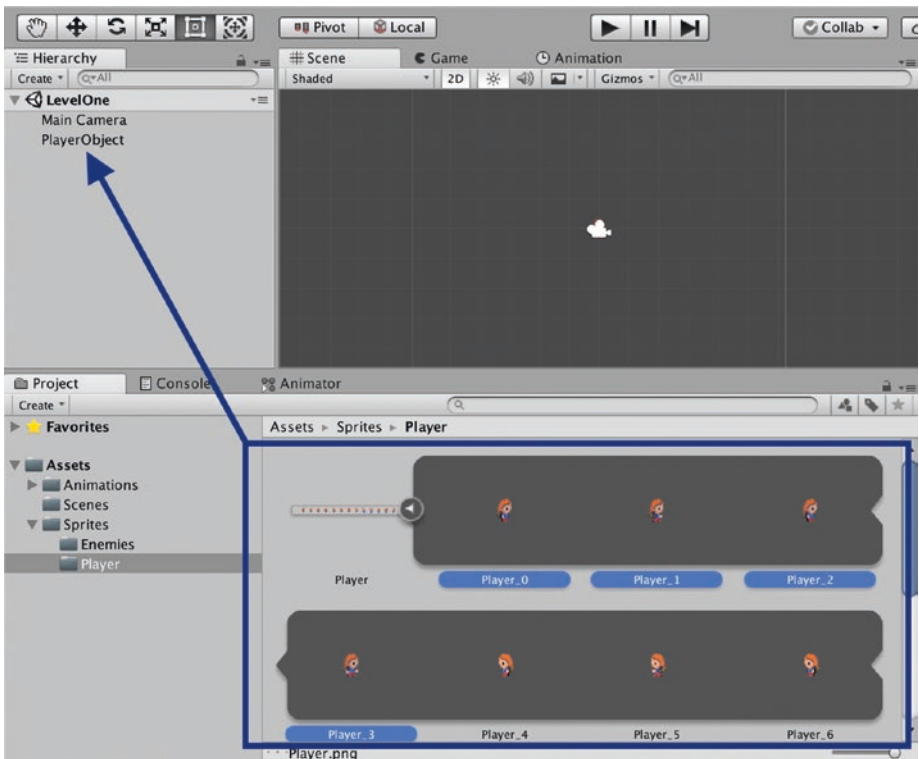 Pivot Local Collab
Hierarchy
Create All
LevelOne
Main Camera
PlayerObject
Scene Game Animation
Shaded 2D Gizmos All
Project Console Animator
Create
Favorites
Assets
Animations
Scenes
Sprites
Enemies
Player
Assets Sprites Player
Player Player_0 Player_1 Player_2
Player_3 Player_4 Player_5 Player_6
Player.png